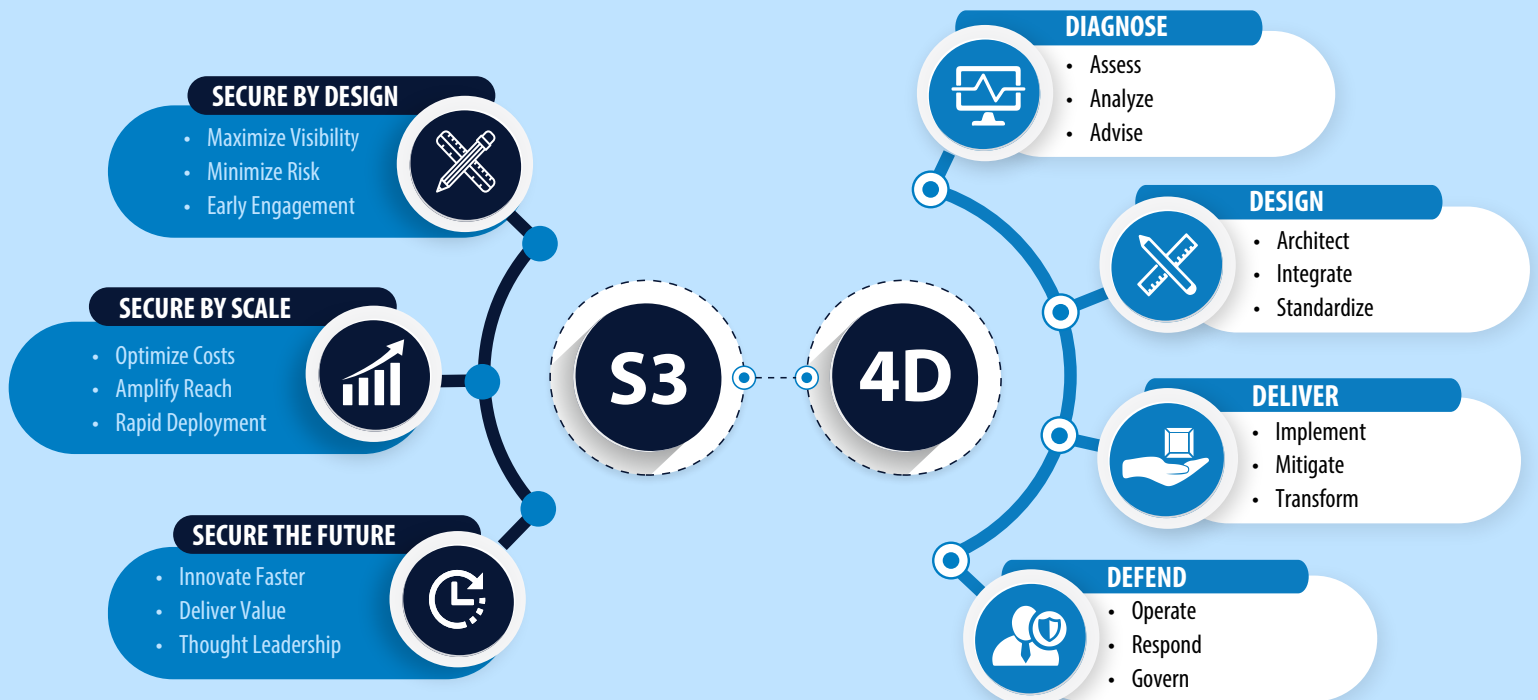 SECURE BY DESIGN
• Maximize Visibility
• Minimize Risk
• Early Engagement
SECURE BY SCALE
• Optimize Costs
• Amplify Reach
• Rapid Deployment
SECURE THE FUTURE
• Innovate Faster
• Deliver Value
• Thought Leadership
S3
4D
DIAGNOSE
• Assess
• Analyze
• Advise
DESIGN
• Architect
• Integrate
• Standardize
DELIVER
• Implement
• Mitigate
• Transform
DEFEND
• Operate
• Respond
• Govern